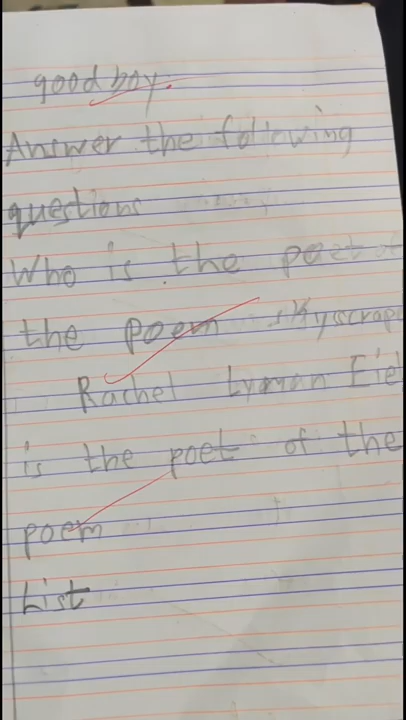 good boy.
Answer the following
questions
Who is the poet of
the poem skyscrap
Rachel Lyman Fiel
is the poet of the
poem
List